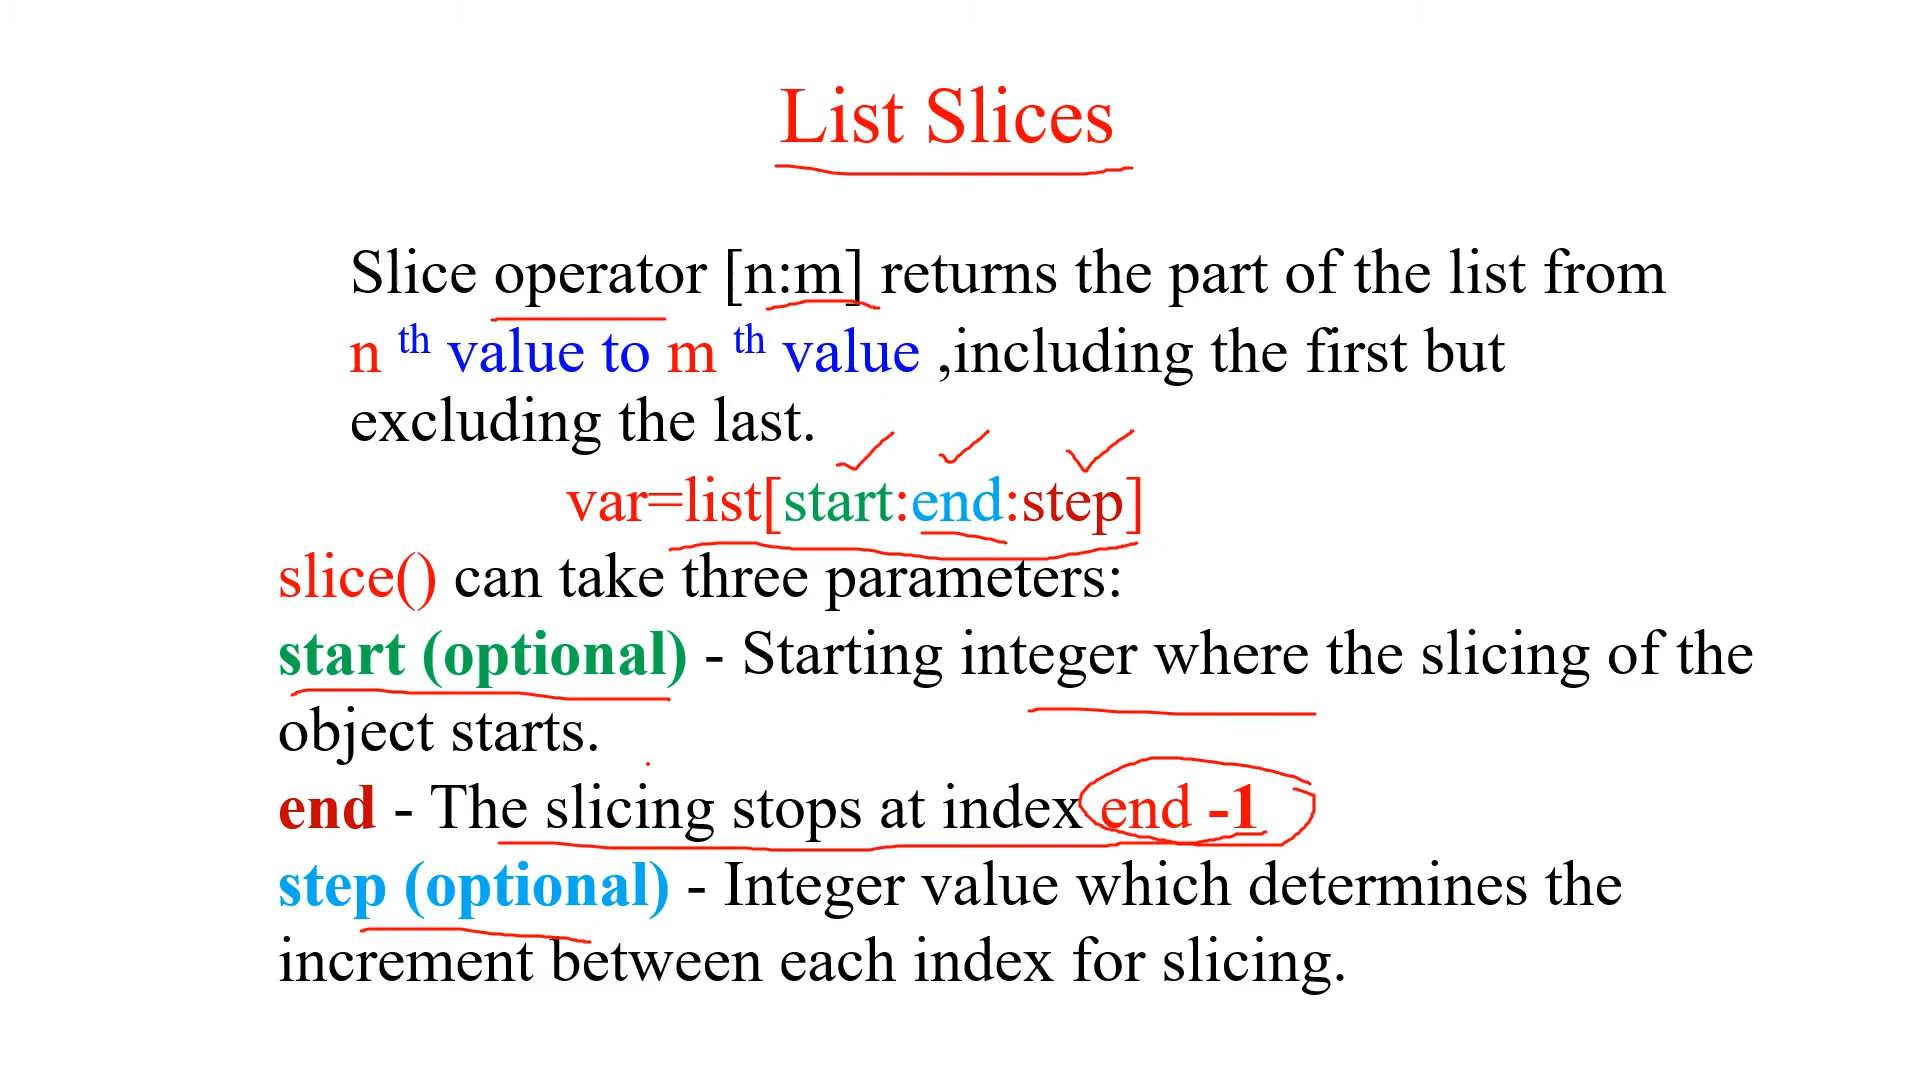 List Slices
Slice operator [n:m] returns the part of the list from
n th value to m th value ,including the first but
excluding the last.
var=list[start:end:step]
slice() can take three parameters:
start (optional) - Starting integer where the slicing of the
object starts.
end - The slicing stops at index end -1
step (optional) - Integer value which determines the
increment between each index for slicing.